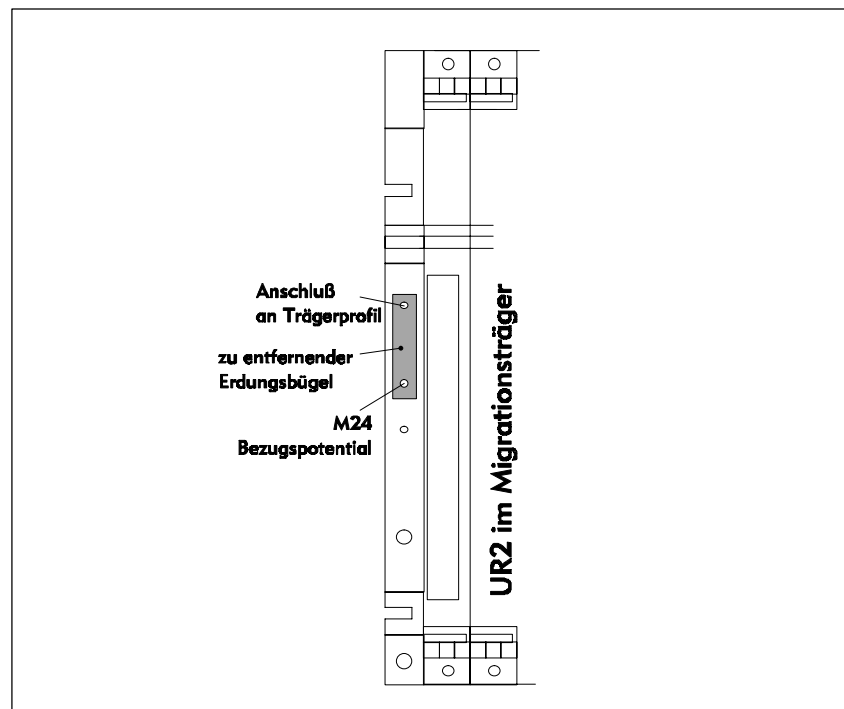 Anschluß
an Trägerprofil
zu entfernender
Erdungsbügel
M24
Bezugspotential
UR2 im Migrationsträger